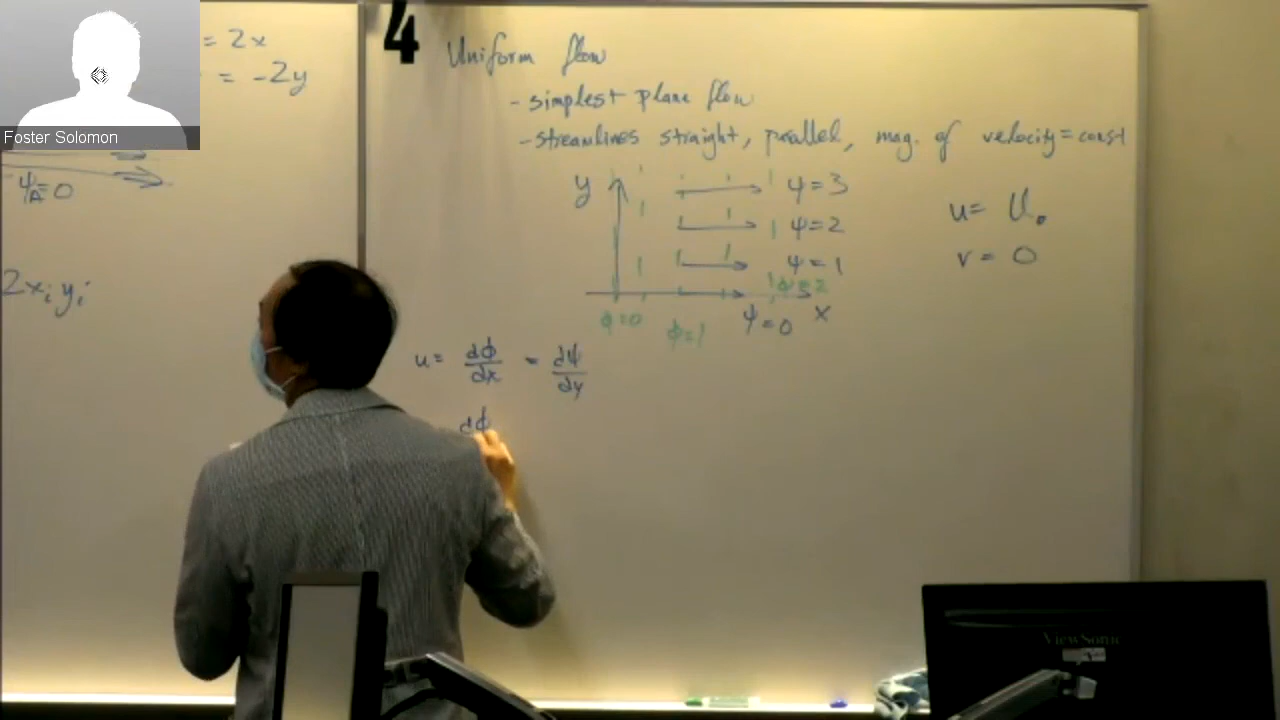 = 2x
= -2y
Foster Solomon
ψ_A = 0
2x_i y_i
4
Uniform flow
- simplest plane flow
- streamlines straight, parallel, mag. of velocity = const
y
ψ = 3
ψ = 2
ψ = 1
ϕ = 2
ϕ = 0
ϕ = 1
ψ = 0
x
u = U₀
v = 0
u = dϕ/dx = dψ/dy
dϕ
ViewSonic